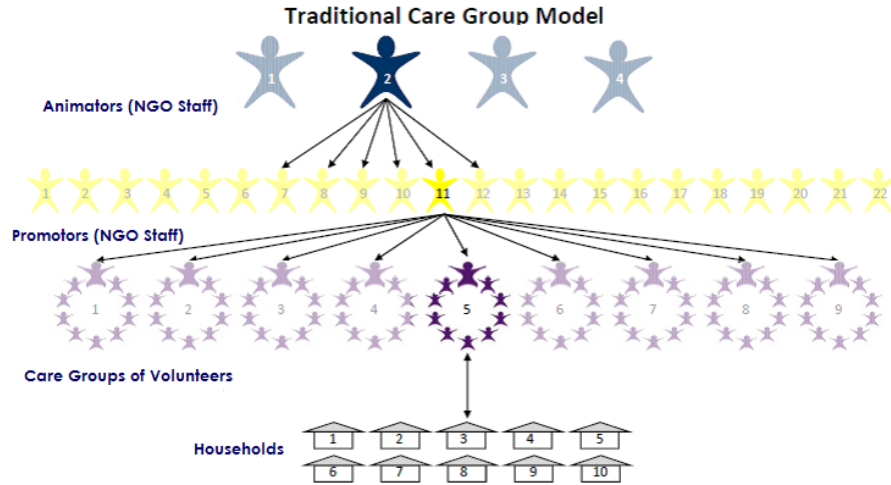 Traditional Care Group Model
1 2 3 4
Animators (NGO Staff)
1 2 3 4 5 6 7 8 9 10 11 12 13 14 15 16 17 18 19 20 21 22
Promotors (NGO Staff)
1 2 3 4 5 6 7 8 9
Care Groups of Volunteers
1 2 3 4 5
Households
6 7 8 9 10